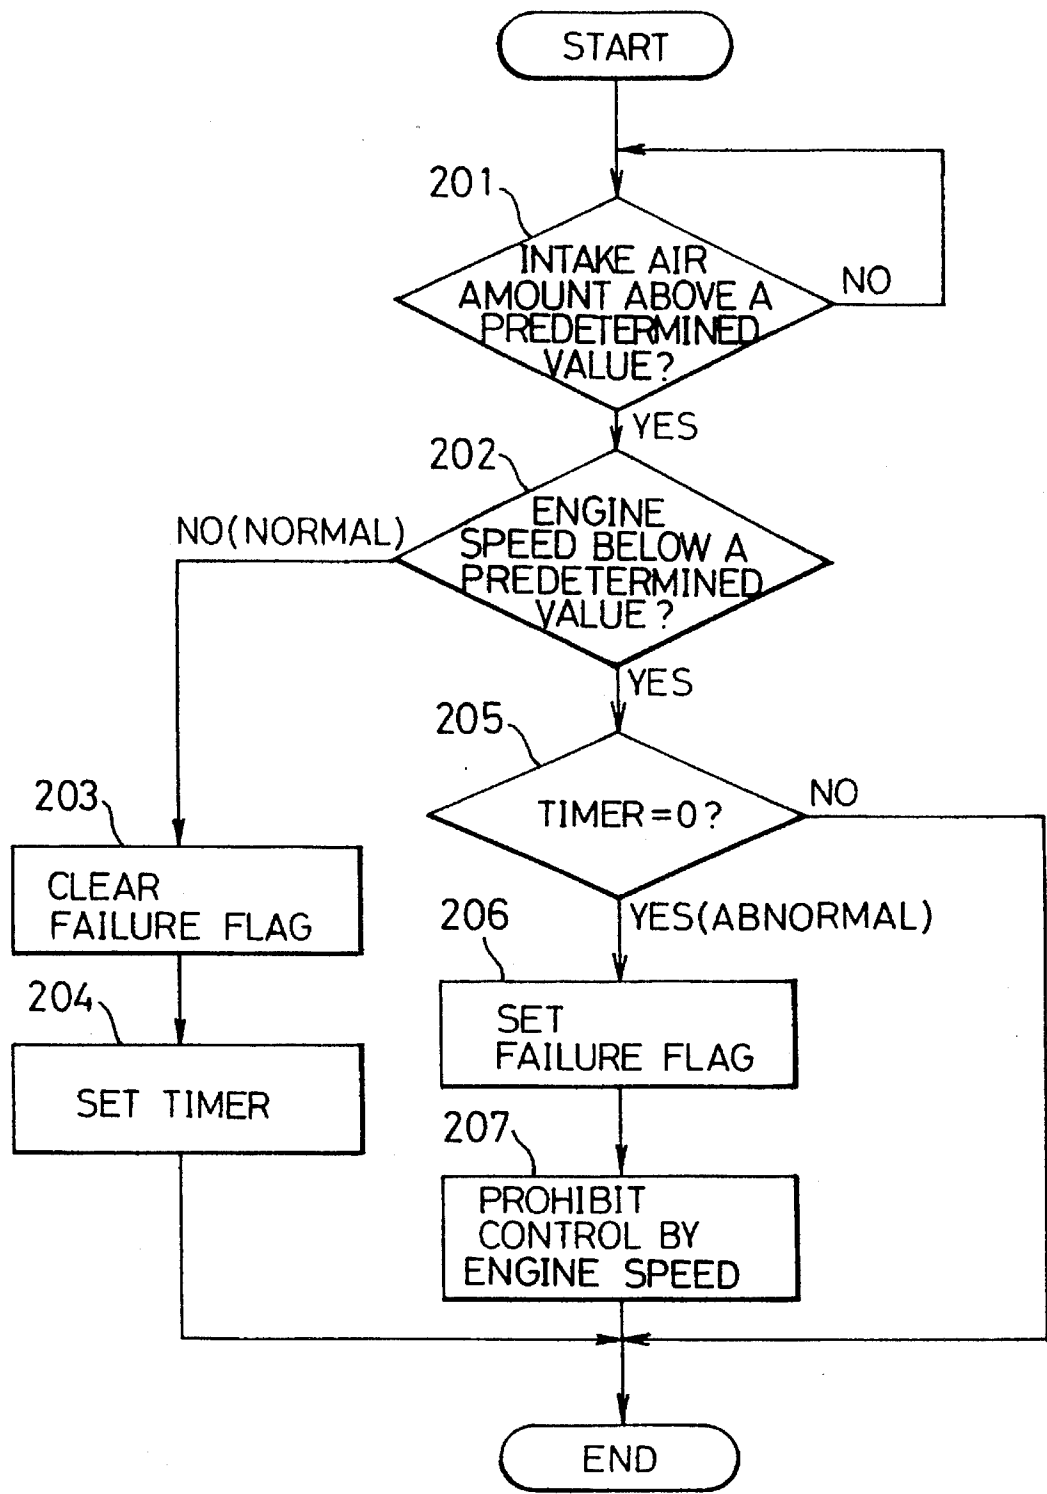 START
201
INTAKE AIR
AMOUNT ABOVE A
PREDETERMINED
VALUE?
NO
YES
202
ENGINE
SPEED BELOW A
PREDETERMINED
VALUE?
NO(NORMAL)
YES
205
TIMER=0?
NO
203
CLEAR
FAILURE FLAG
YES(ABNORMAL)
206
SET
FAILURE FLAG
204
SET TIMER
207
PROHIBIT
CONTROL BY
ENGINE SPEED
END